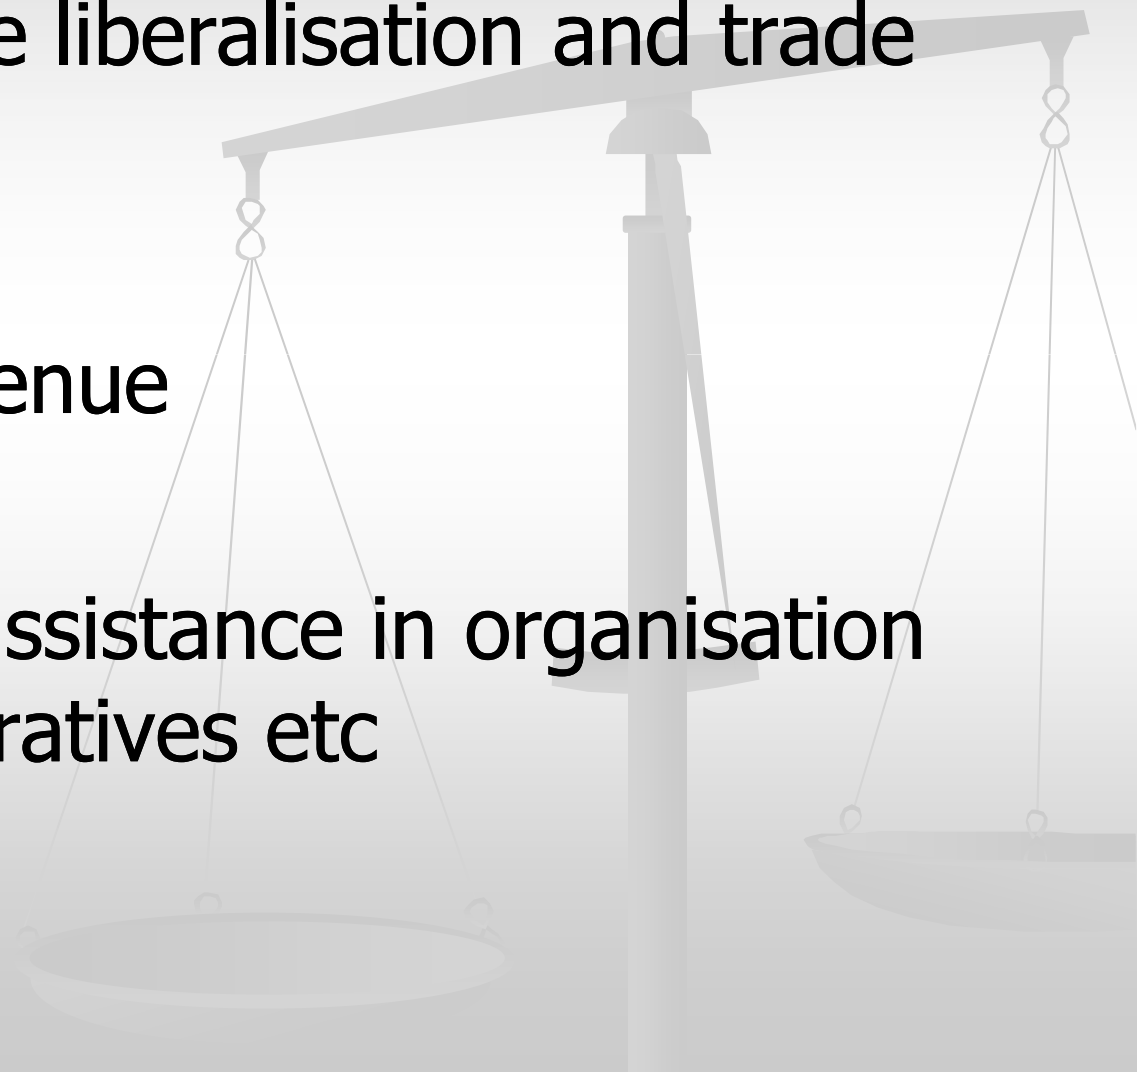 e liberalisation and trade
enue
ssistance in organisation
ratives etc